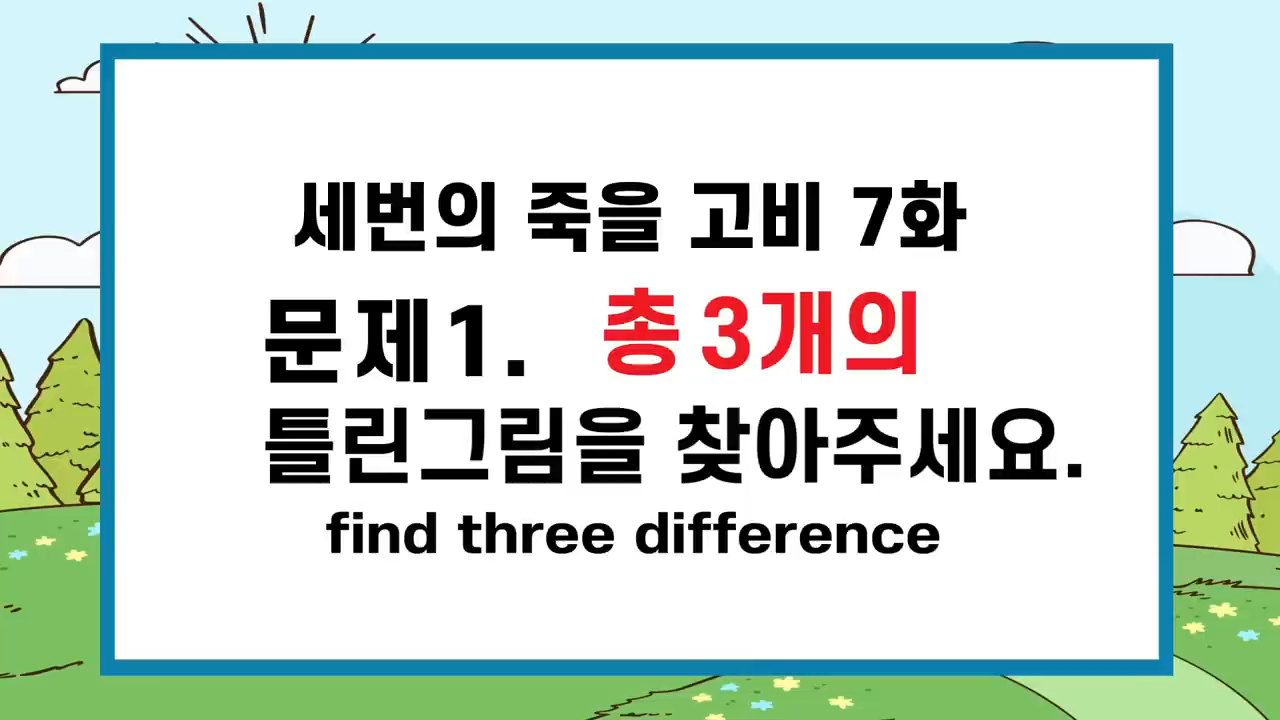 세번의 죽을 고비 7화
문제1. 총 3개의
틀린그림을 찾아주세요.
find three difference